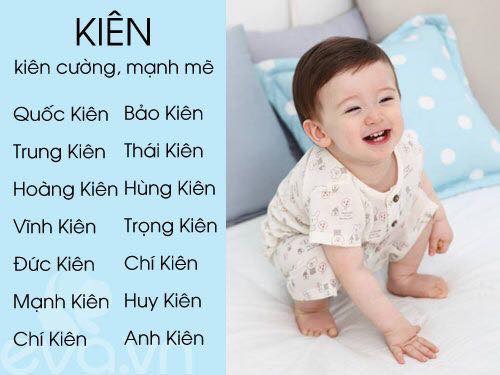 KIÊN
kiên cường, mạnh mẽ
Quốc Kiên Bảo Kiên
Trung Kiên Thái Kiên
Hoàng Kiên Hùng Kiên
Vĩnh Kiên Trọng Kiên
Đức Kiên Chí Kiên
Mạnh Kiên Huy Kiên
Chí Kiên Anh Kiên
eva.vn